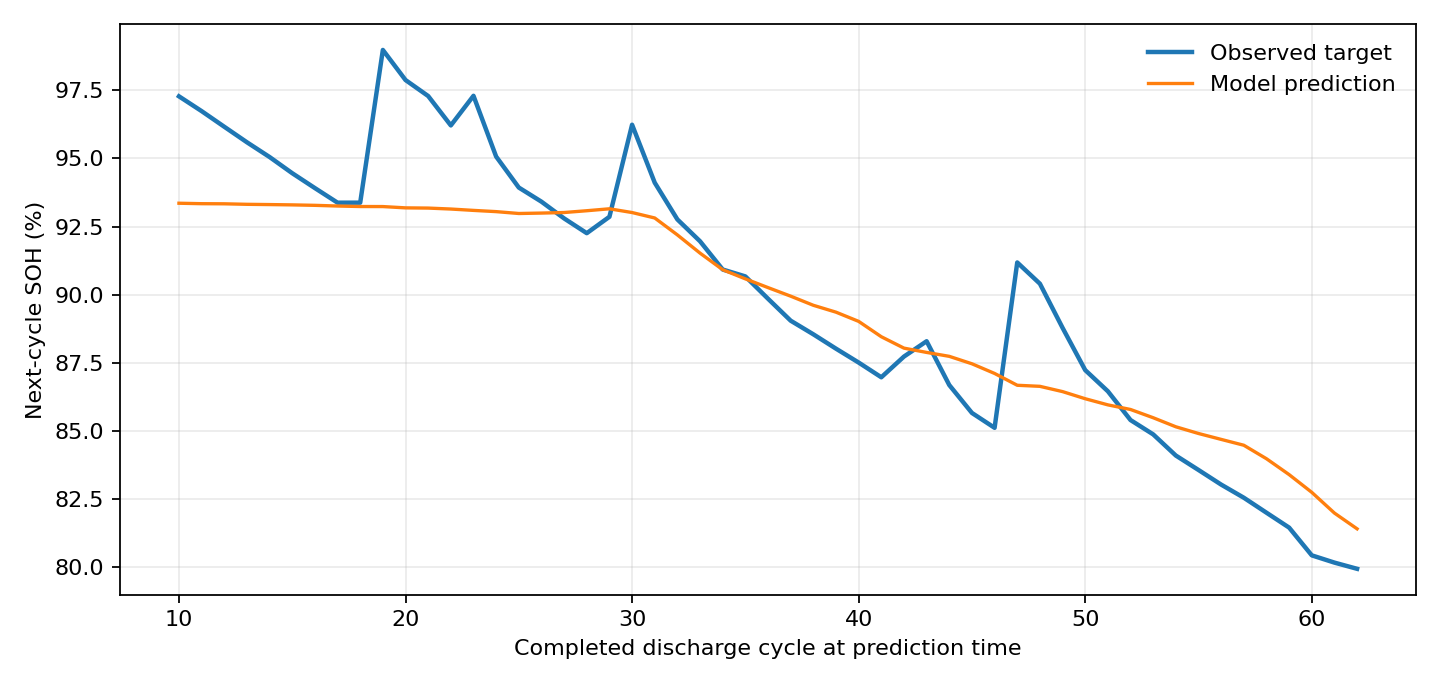 Observed target
Model prediction
Next-cycle SOH (%)
97.5
95.0
92.5
90.0
87.5
85.0
82.5
80.0
10 20 30 40 50 60
Completed discharge cycle at prediction time